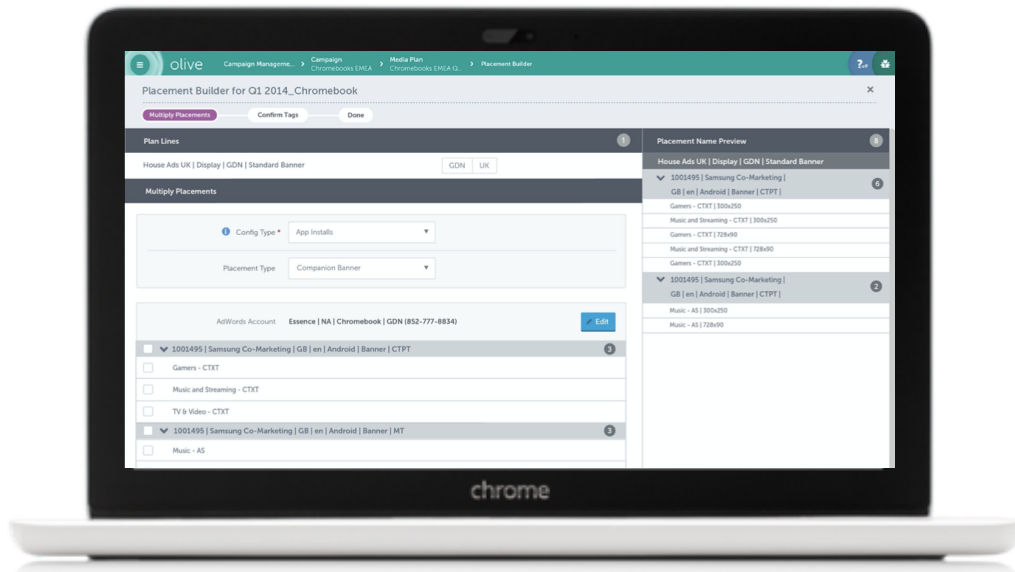 olive
Campaign Manageme... > Campaign Chromebooks EMEA > Media Plan Chromebooks EMEA Q... > Placement Builder
Placement Builder for Q1 2014_Chromebook
Multiply Placements
Confirm Tags
Done
Plan Lines
1
House Ads UK | Display | GDN | Standard Banner
GDN
UK
Multiply Placements
Config Type *
App Installs
Placement Type
Companion Banner
AdWords Account
Essence | NA | Chromebook | GDN (852-777-8834)
Edit
1001495 | Samsung Co-Marketing | GB | en | Android | Banner | CTPT
3
Gamers - CTXT
Music and Streaming - CTXT
TV & Video - CTXT
1001495 | Samsung Co-Marketing | GB | en | Android | Banner | MT
3
Music - AS
Placement Name Preview
8
House Ads UK | Display | GDN | Standard Banner
1001495 | Samsung Co-Marketing |
GB | en | Android | Banner | CTPT |
6
Gamers - CTXT | 300x250
Music and Streaming - CTXT | 300x250
Gamers - CTXT | 728x90
Music and Streaming - CTXT | 728x90
Gamers - CTXT | 300x250
1001495 | Samsung Co-Marketing |
GB | en | Android | Banner | CTPT |
2
Music - AS | 300x250
Music - AS | 728x90
chrome